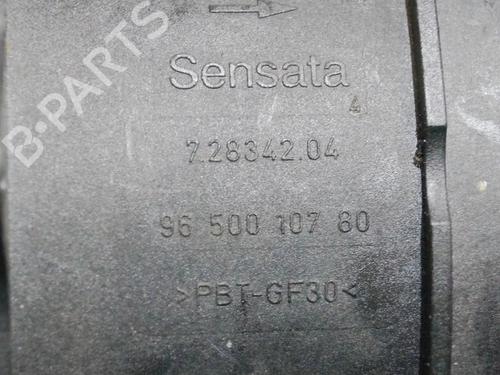 B-PARTS
Sensata
4
7.28342.04
96 500 107 80
>PBT-GF30<